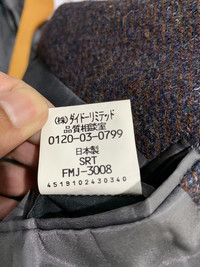 (株)ダイドーリミテッド
品質相談室
0120-03-0799
日本製
SRT
FMJ-3008
4519102430340